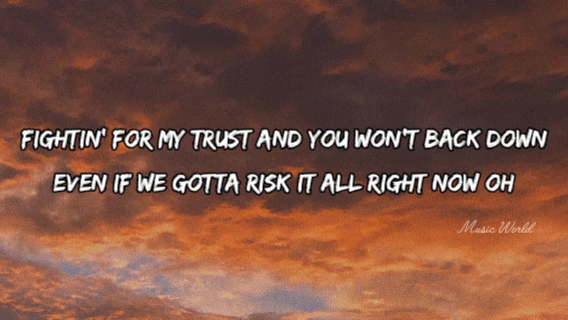 FIGHTIN' FOR MY TRUST AND YOU WON'T BACK DOWN
EVEN IF WE GOTTA RISK IT ALL RIGHT NOW OH
Music World